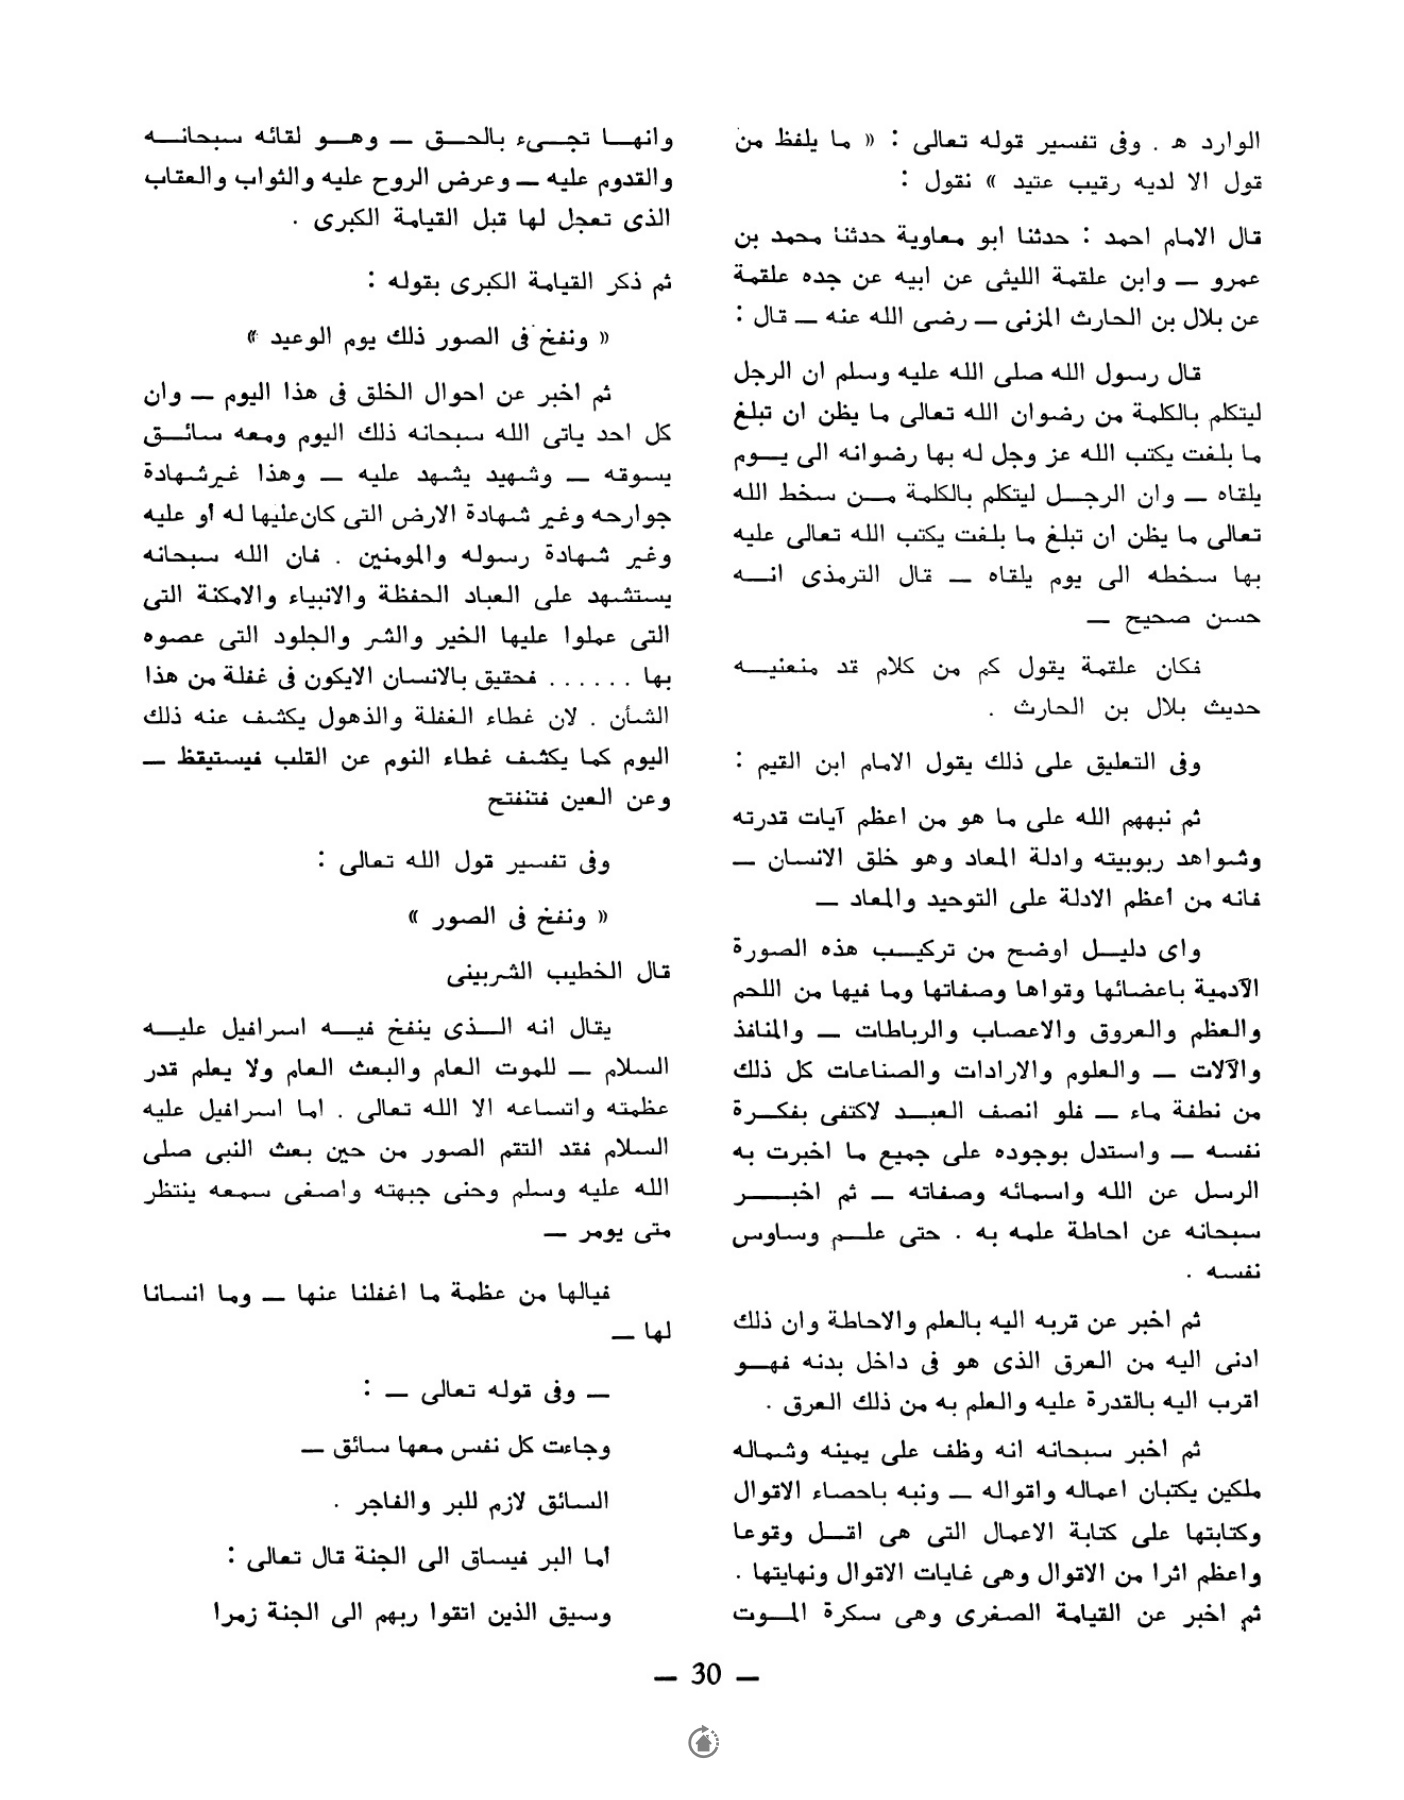 الوارد ه . وفى تفسير قوله تعالى : « ما يلفظ من
قول الا لديه رقيب عتيد » نقول :
قال الامام احمد : حدثنا ابو معاوية حدثنا محمد بن
عمرو — وابن علقمة الليثى عن ابيه عن جده علقمة
عن بلال بن الحارث المزنى — رضى الله عنه — قال :
قال رسول الله صلى الله عليه وسلم ان الرجل
ليتكلم بالكلمة من رضوان الله تعالى ما يظن ان تبلغ
ما بلغت يكتب الله عز وجل له بها رضوانه الى يوم
يلقاه — وان الرجل ليتكلم بالكلمة من سخط الله
تعالى ما يظن ان تبلغ ما بلغت يكتب الله تعالى عليه
بها سخطه الى يوم يلقاه — قال الترمذى انه
حسن صحيح —
فكان علقمة يقول كم من كلام قد منعنيه
حديث بلال بن الحارث .
وفى التعليق على ذلك يقول الامام ابن القيم :
ثم نبههم الله على ما هو من اعظم آيات قدرته
وشواهد ربوبيته وادلة المعاد وهو خلق الانسان —
فانه من أعظم الادلة على التوحيد والمعاد —
واى دليل اوضح من تركيب هذه الصورة
الآدمية باعضائها وقواها وصفاتها وما فيها من اللحم
والعظم والعروق والاعصاب والرباطات — والمنافذ
والآلات — والعلوم والارادات والصناعات كل ذلك
من نطفة ماء — فلو انصف العبد لاكتفى بفكرة
نفسه — واستدل بوجوده على جميع ما اخبرت به
الرسل عن الله واسمائه وصفاته — ثم اخبر
سبحانه عن احاطة علمه به . حتى علم وساوس
نفسه .
ثم اخبر عن قربه اليه بالعلم والاحاطة وان ذلك
ادنى اليه من العرق الذى هو فى داخل بدنه فهو
اقرب اليه بالقدرة عليه والعلم به من ذلك العرق .
ثم اخبر سبحانه انه وظف على يمينه وشماله
ملكين يكتبان اعماله واقواله — ونبه باحصاء الاقوال
وكتابتها على كتابة الاعمال التى هى اقل وقوعا
واعظم اثرا من الاقوال وهى غايات الاقوال ونهايتها .
ثم اخبر عن القيامة الصغرى وهى سكرة الموت
وانها تجىء بالحق — وهو لقائه سبحانه
والقدوم عليه — وعرض الروح عليه والثواب والعقاب
الذى تعجل لها قبل القيامة الكبرى .
ثم ذكر القيامة الكبرى بقوله :
« ونفخ فى الصور ذلك يوم الوعيد »
ثم اخبر عن احوال الخلق فى هذا اليوم — وان
كل احد ياتى الله سبحانه ذلك اليوم ومعه سائق
يسوقه — وشهيد يشهد عليه — وهذا غير شهادة
جوارحه وغير شهادة الارض التى كان عليها له أو عليه
وغير شهادة رسوله والمومنين . فان الله سبحانه
يستشهد على العباد الحفظة والانبياء والامكنة التى
التى عملوا عليها الخير والشر والجلود التى عصوه
بها ...... فحقيق بالانسان الايكون فى غفلة من هذا
الشأن . لان غطاء الغفلة والذهول يكشف عنه ذلك
اليوم كما يكشف غطاء النوم عن القلب فيستيقظ —
وعن العين فتنفتح
وفى تفسير قول الله تعالى :
« ونفخ فى الصور »
قال الخطيب الشربينى
يقال انه الذى ينفخ فيه اسرافيل عليه
السلام — للموت العام والبعث العام ولا يعلم قدر
عظمته واتساعه الا الله تعالى . اما اسرافيل عليه
السلام فقد التقم الصور من حين بعث النبى صلى
الله عليه وسلم وحنى جبهته واصغى سمعه ينتظر
متى يومر —
فيالها من عظمة ما اغفلنا عنها — وما انسانا
لها —
— وفى قوله تعالى — :
وجاءت كل نفس معها سائق —
السائق لازم للبر والفاجر .
أما البر فيساق الى الجنة قال تعالى :
وسيق الذين اتقوا ربهم الى الجنة زمرا
— 30 —